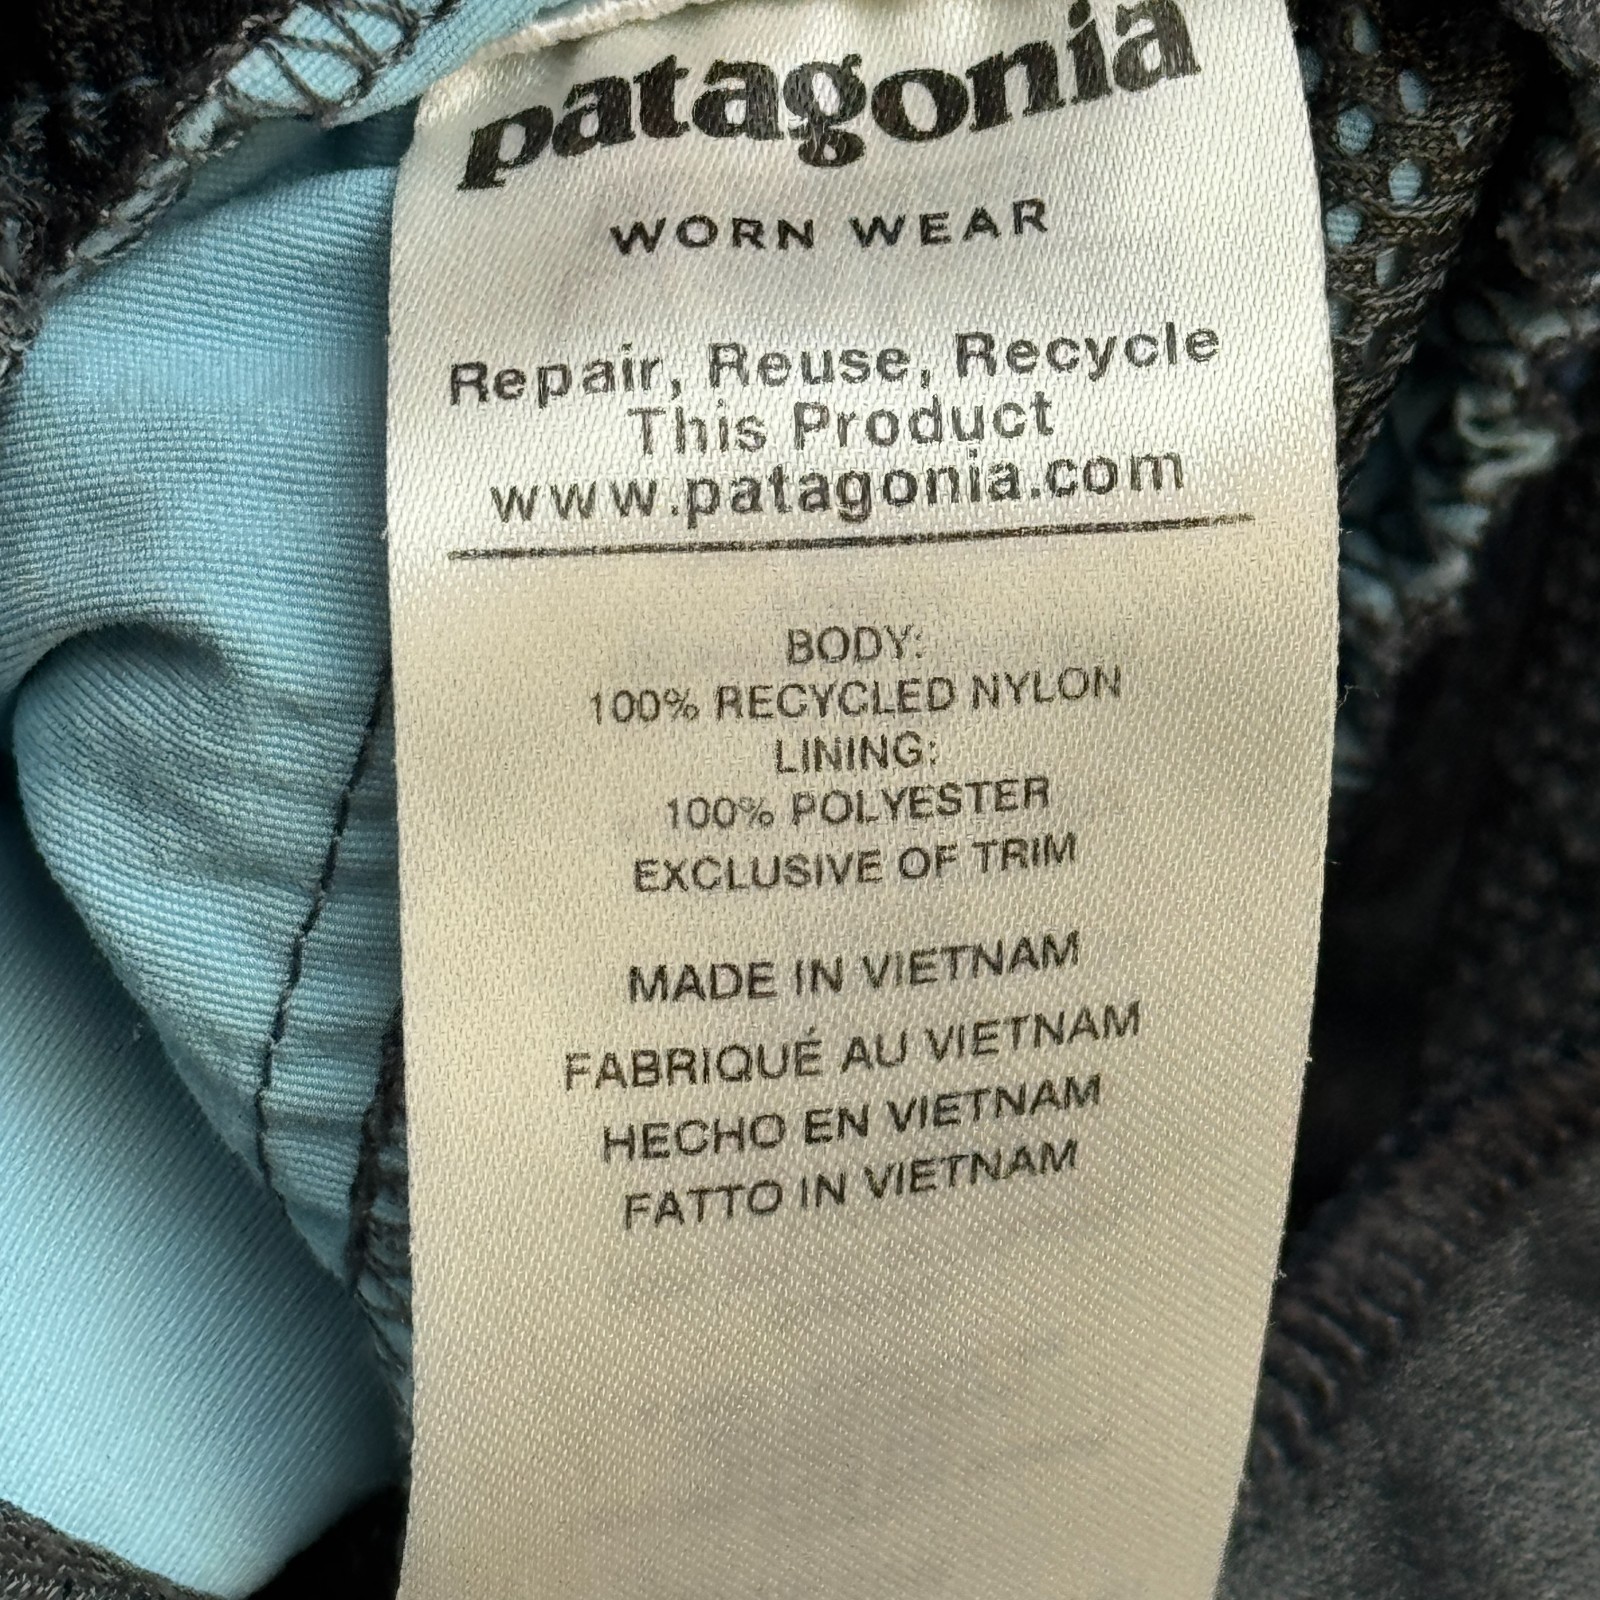 patagonia
WORN WEAR
Repair, Reuse, Recycle
This Product
www.patagonia.com
BODY:
100% RECYCLED NYLON
LINING:
100% POLYESTER
EXCLUSIVE OF TRIM
MADE IN VIETNAM
FABRIQUÉ AU VIETNAM
HECHO EN VIETNAM
FATTO IN VIETNAM